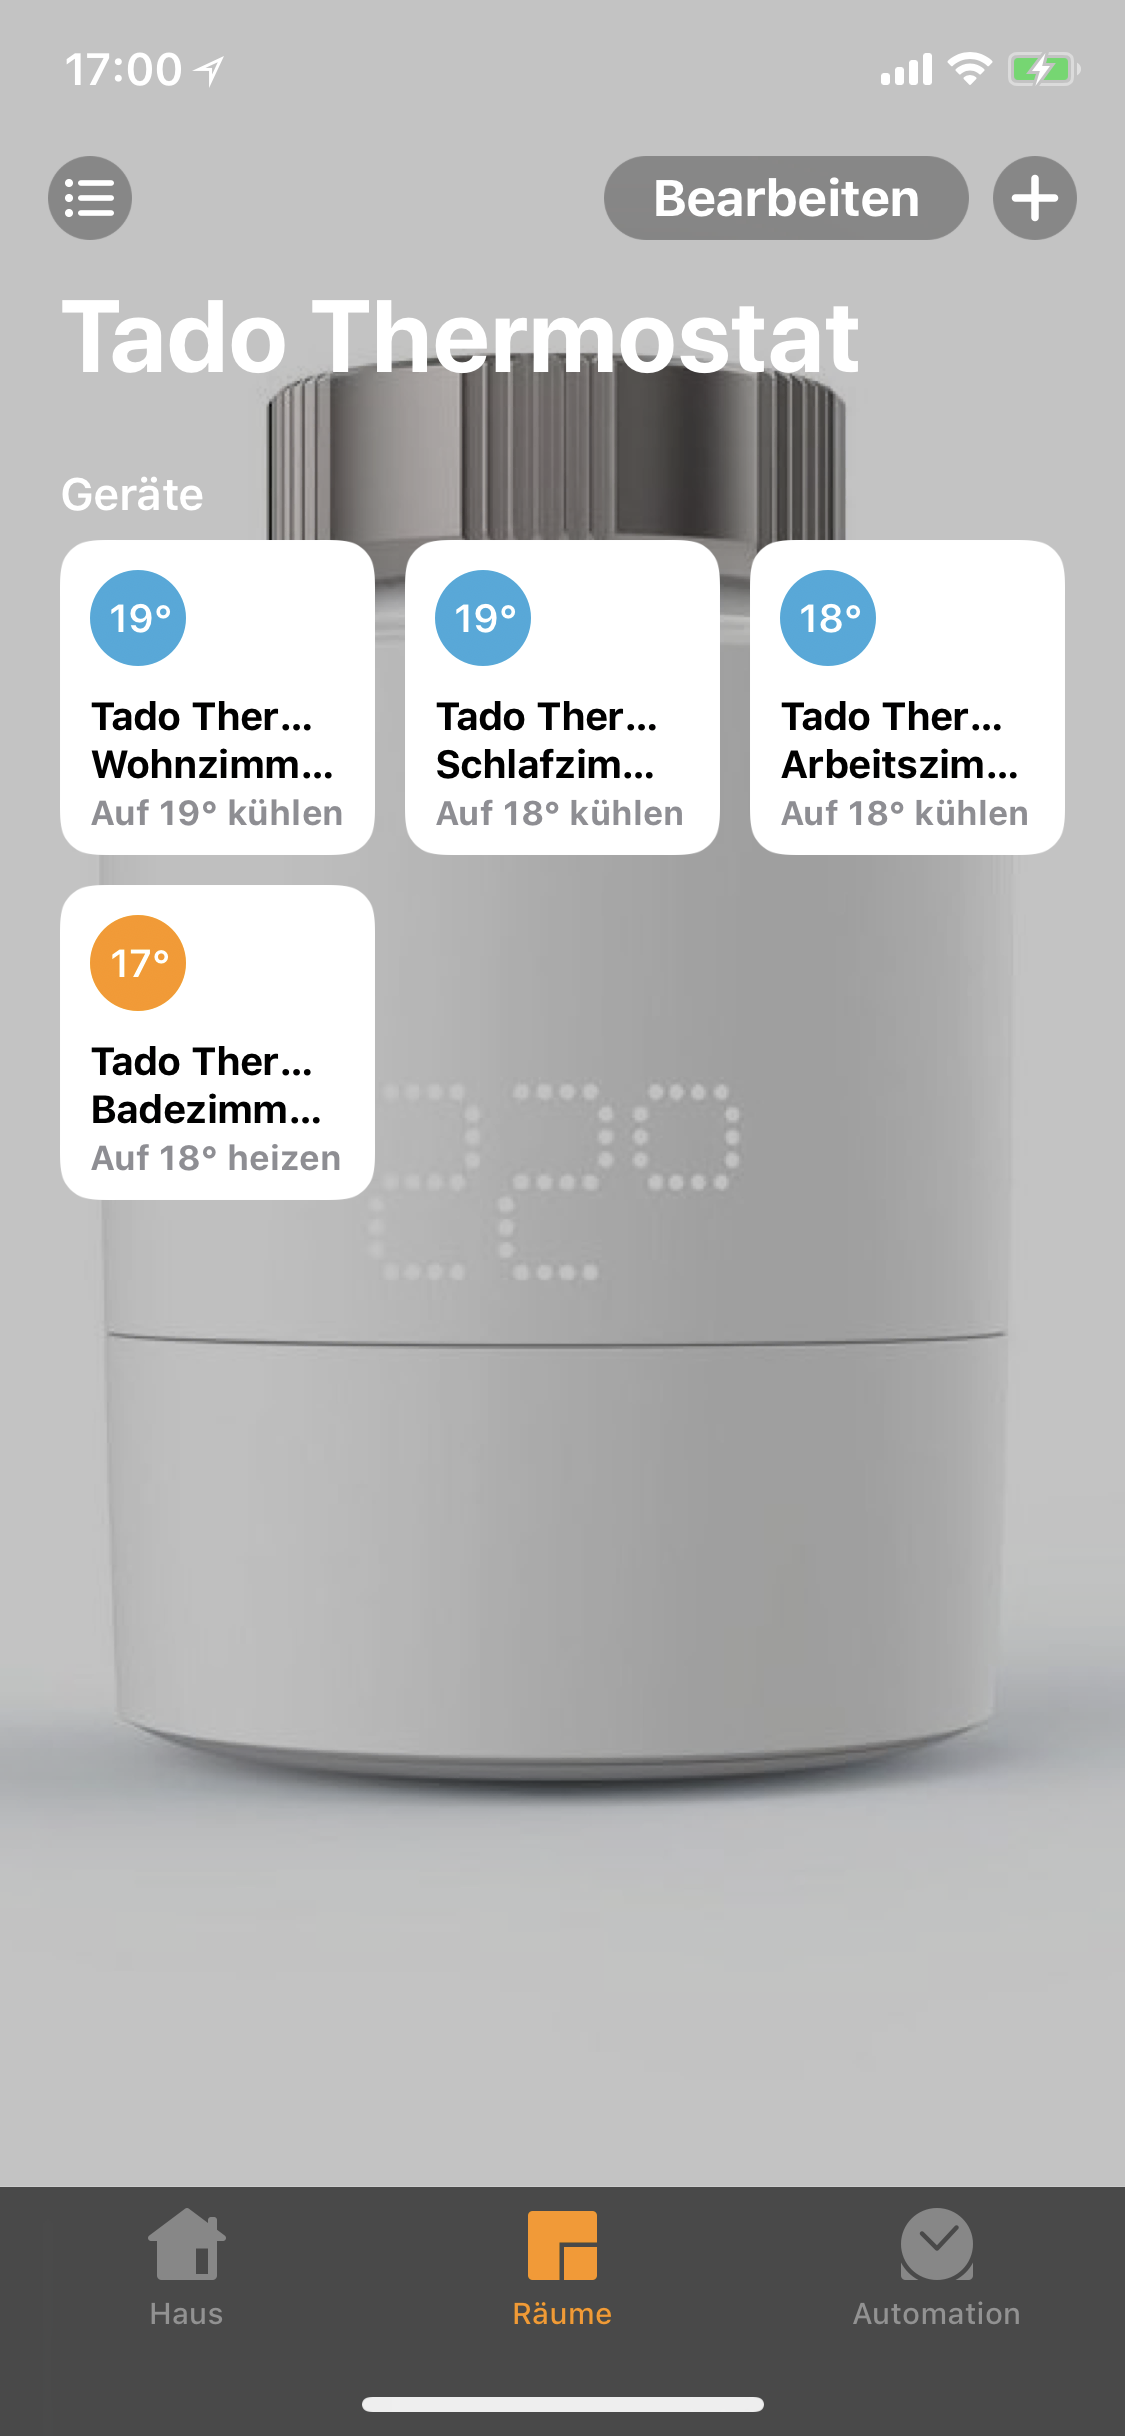 17:00
Bearbeiten
Tado Thermostat
Geräte
19°
Tado Ther...
Wohnzimm...
Auf 19° kühlen
19°
Tado Ther...
Schlafzim...
Auf 18° kühlen
18°
Tado Ther...
Arbeitszim...
Auf 18° kühlen
17°
Tado Ther...
Badezimm...
Auf 18° heizen
22°
Haus
Räume
Automation